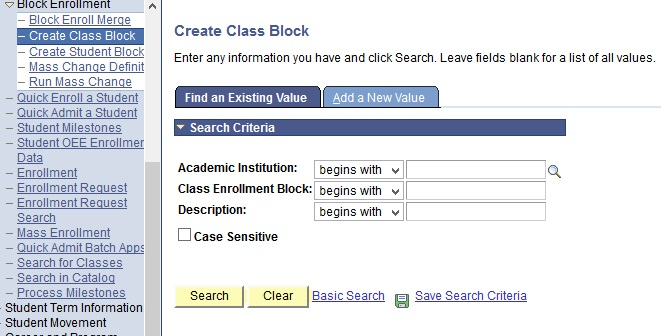 Block Enrollment
Block Enroll Merge
Create Class Block
Create Student Block
Mass Change Definit
Run Mass Change
Quick Enroll a Student
Quick Admit a Student
Student Milestones
Student OEE Enrollmer
Data
Enrollment
Enrollment Request
Enrollment Request
Search
Mass Enrollment
Quick Admit Batch Apps
Search for Classes
Search in Catalog
Process Milestones
Student Term Information
Student Movement
Career and Program
Create Class Block
Enter any information you have and click Search. Leave fields blank for a list of all values.
Find an Existing Value
Add a New Value
Search Criteria
Academic Institution: begins with
Class Enrollment Block: begins with
Description: begins with
Case Sensitive
Search Clear Basic Search Save Search Criteria